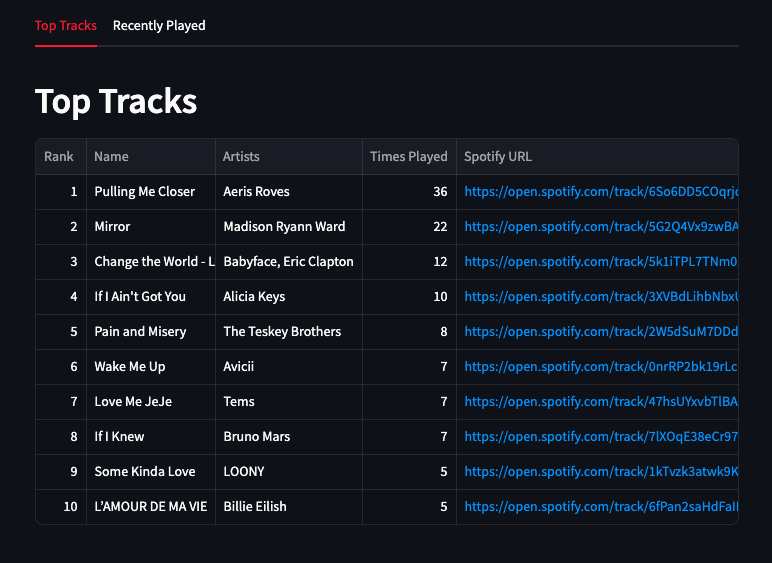 Top Tracks Recently Played
Top Tracks
Rank Name Artists Times Played Spotify URL
1 Pulling Me Closer Aeris Roves 36 https://open.spotify.com/track/6So6DD5COqrjc
2 Mirror Madison Ryann Ward 22 https://open.spotify.com/track/5G2Q4Vx9zwBA
3 Change the World - L Babyface, Eric Clapton 12 https://open.spotify.com/track/5k1iTPL7TNm0
4 If I Ain't Got You Alicia Keys 10 https://open.spotify.com/track/3XVBdLihbNbxU
5 Pain and Misery The Teskey Brothers 8 https://open.spotify.com/track/2W5dSuM7DDd
6 Wake Me Up Avicii 7 https://open.spotify.com/track/0nrRP2bk19rLc
7 Love Me JeJe Tems 7 https://open.spotify.com/track/47hsUYxvbTlBA
8 If I Knew Bruno Mars 7 https://open.spotify.com/track/7lXOqE38eCr97
9 Some Kinda Love LOONY 5 https://open.spotify.com/track/1kTvzk3atwk9K
10 L’AMOUR DE MA VIE Billie Eilish 5 https://open.spotify.com/track/6fPan2saHdFaI